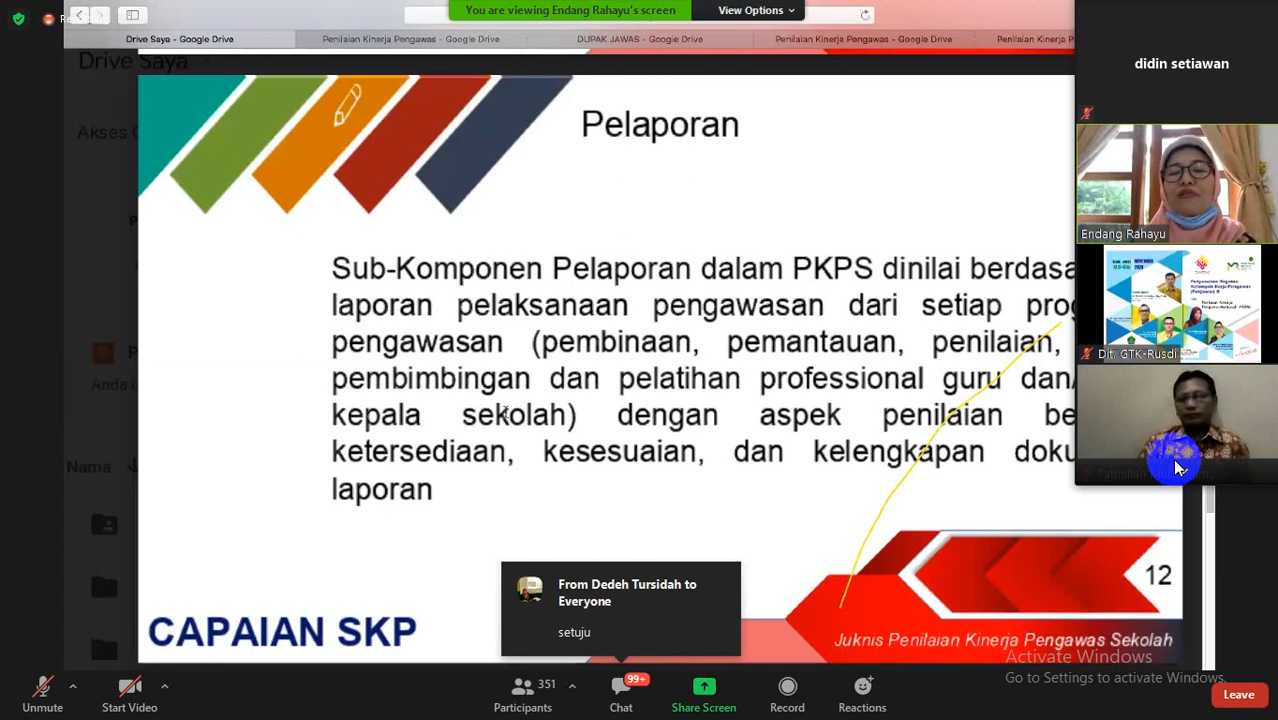 You are viewing Endang Rahayu's screen
View Options
Drive Saya - Google Drive
Penilaian Kinerja Pengawas - Google Drive
DUPAK JAWAS - Google Drive
Penilaian Kinerja Pengawas - Google Drive
Penilaian Kinerja P
Drive Saya
Akses C
Pelaporan
didin setiawan
Endang Rahayu
Sub-Komponen Pelaporan dalam PKPS dinilai berdasa
laporan pelaksanaan pengawasan dari setiap prog
pengawasan (pembinaan, pemantauan, penilaian,
pembimbingan dan pelatihan professional guru dan/
kepala sekolah) dengan aspek penilaian be
ketersediaan, kesesuaian, dan kelengkapan doku
laporan
Dit. GTK-Rusdi
Anda i
Nama
From Dedeh Tursidah to
Everyone
setuju
12
CAPAIAN SKP
Juknis Penilaian Kinerja Pengawas Sekolah
Activate Windows
Go to Settings to activate Windows.
Unmute
Start Video
351
Participants
99+
Chat
Share Screen
Record
Reactions
Leave